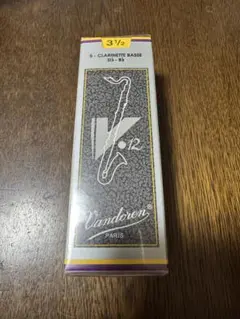 3½
5 - CLARINETTE BASSE
V•12
Vandoren
PARIS